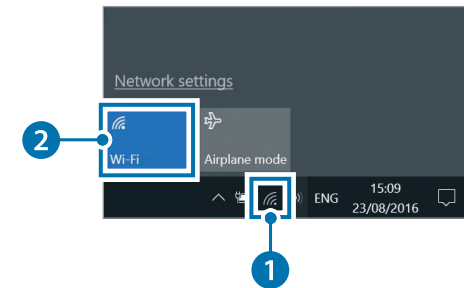 Network settings
2
Wi-Fi
Airplane mode
ENG
15:09
23/08/2016
1